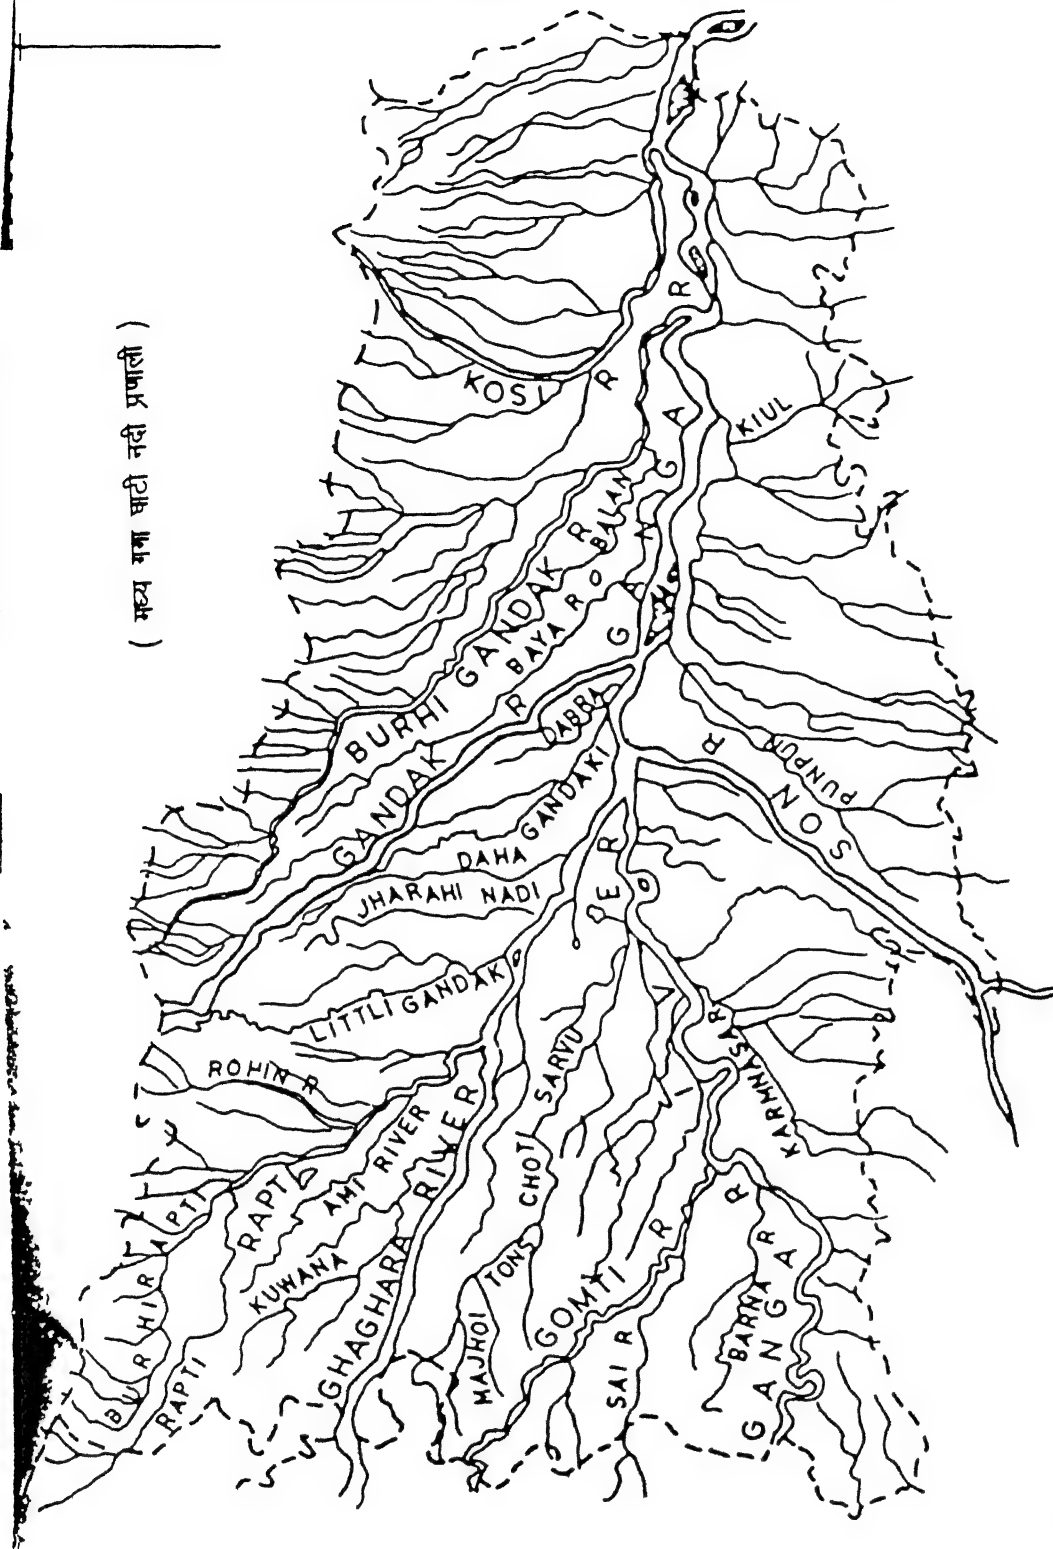 ( मध्य गंगा घाटी नदी प्रणाली )
KOSI R
KIUL
BURHI GANDAK R
BALAN
BAYA R
GANDAK R
DABRA
GANDAKI
DAHA
JHARAHI NADI
LITTLI GANDAK
ROHIN R
AMI RIVER
RAPTI
BURHI RAPTI
RAPTI
KUWANA
GHAGHARA RIVER
CHOTI SARYU
TONS
MAJHOI
GOMTI R
SAI R
BARNA R
GANGA R
KARMNASAR
SON R
PUNPUN
GANGA RIVER